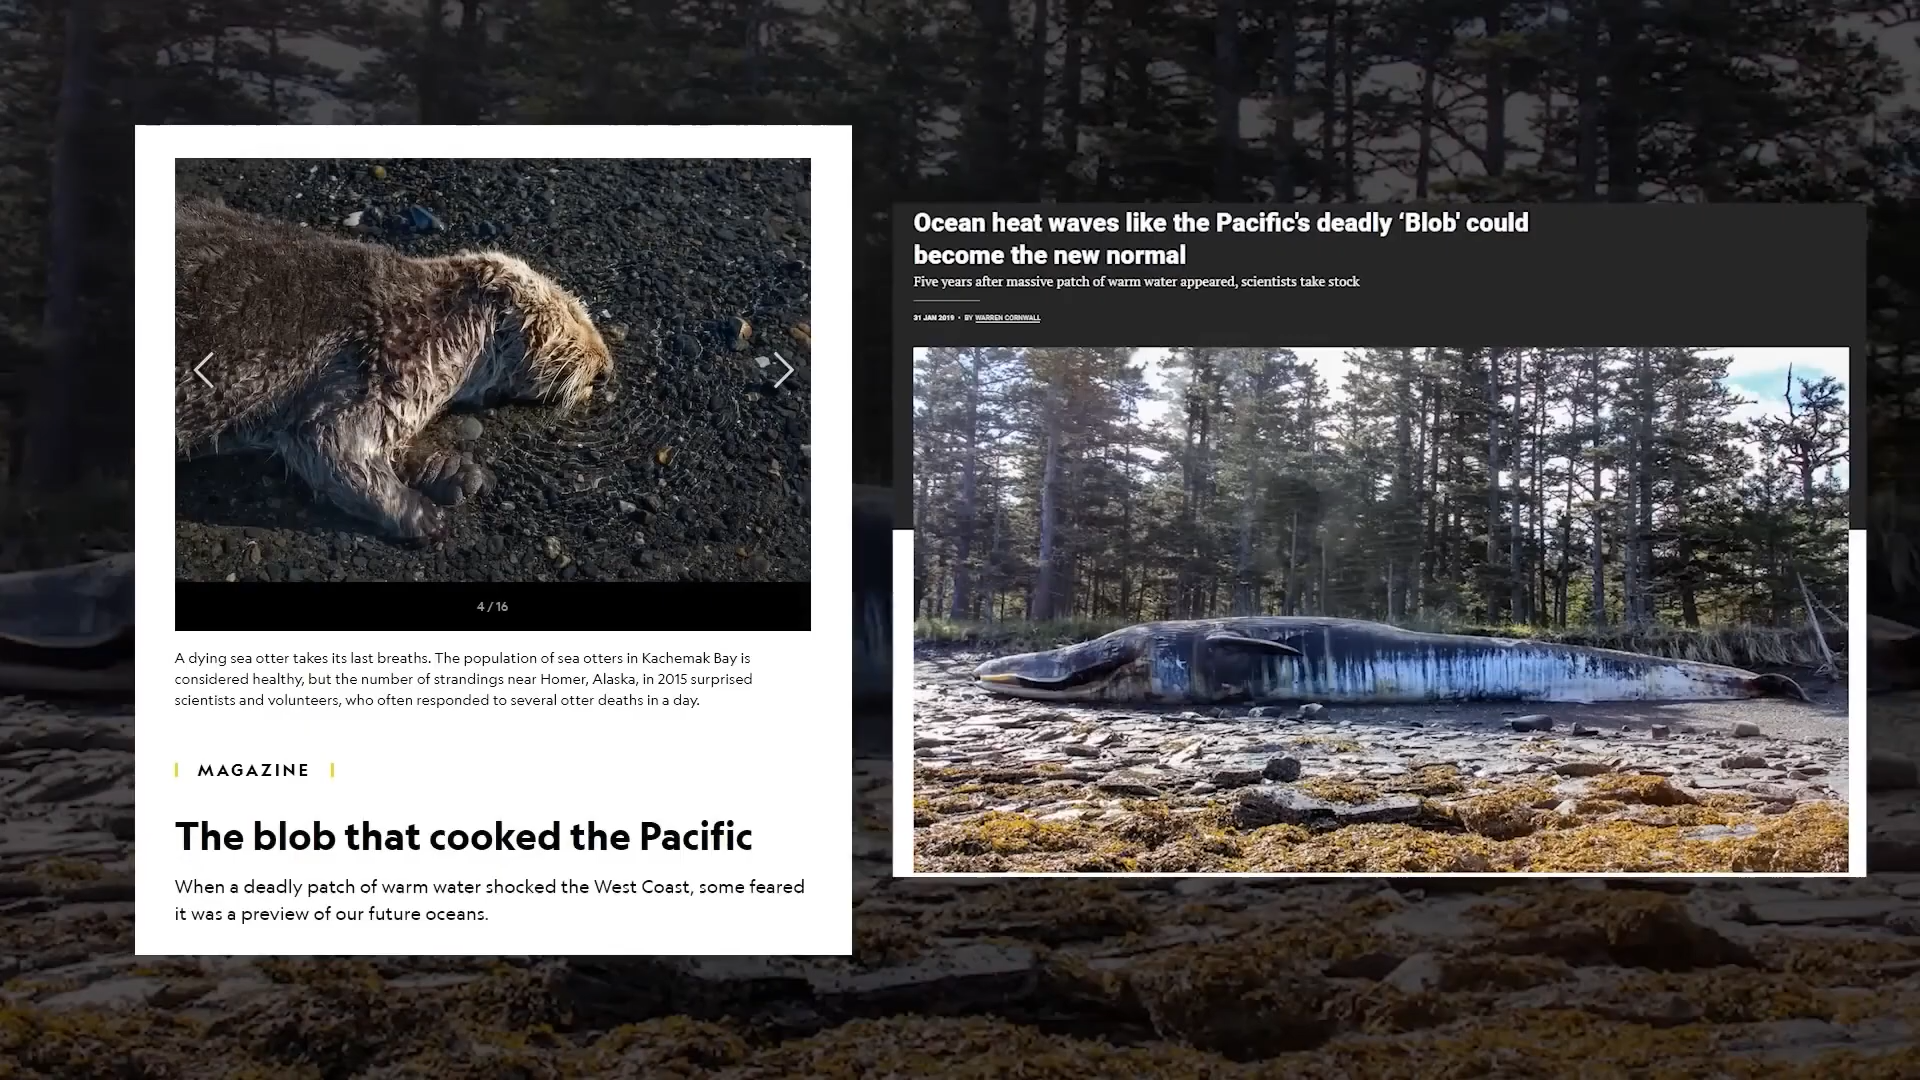 4 / 16
A dying sea otter takes its last breaths. The population of sea otters in Kachemak Bay is
considered healthy, but the number of strandings near Homer, Alaska, in 2015 surprised
scientists and volunteers, who often responded to several otter deaths in a day.
MAGAZINE
The blob that cooked the Pacific
When a deadly patch of warm water shocked the West Coast, some feared
it was a preview of our future oceans.
Ocean heat waves like the Pacific's deadly ‘Blob' could
become the new normal
Five years after massive patch of warm water appeared, scientists take stock
31 JAN 2019 • BY WARREN CORNWALL